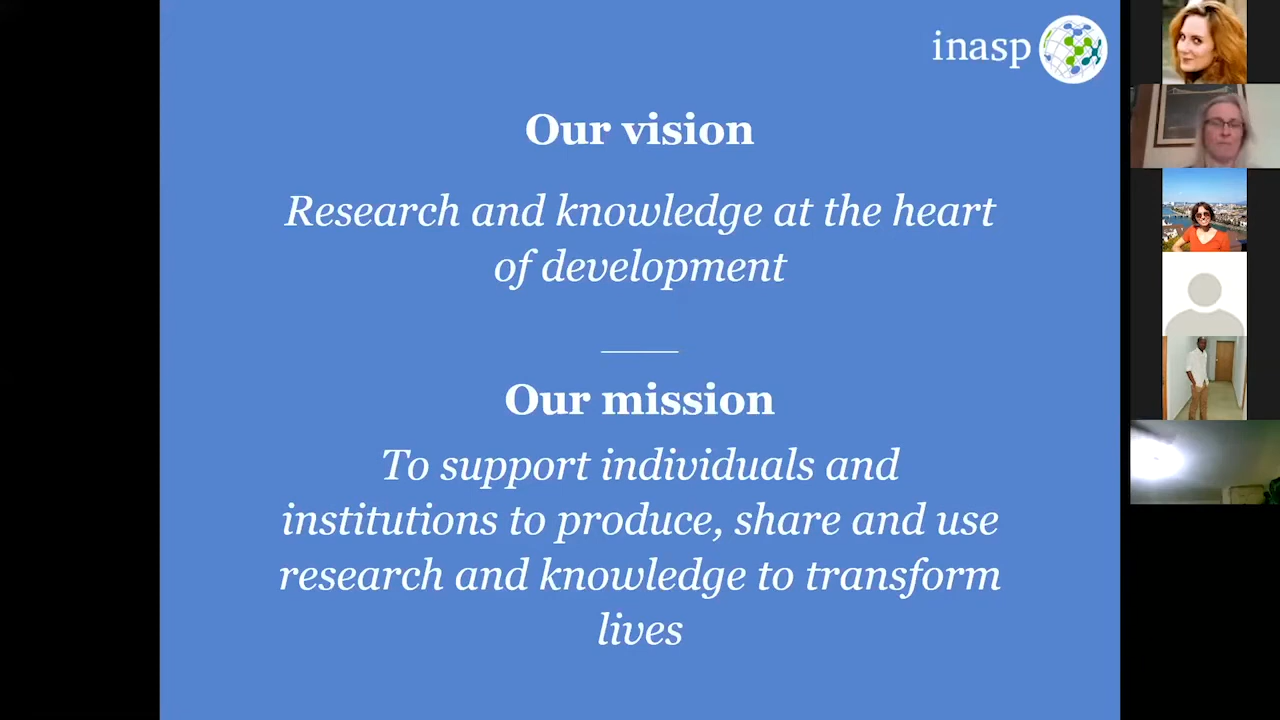 inasp
Our vision
Research and knowledge at the heart
of development
Our mission
To support individuals and
institutions to produce, share and use
research and knowledge to transform
lives